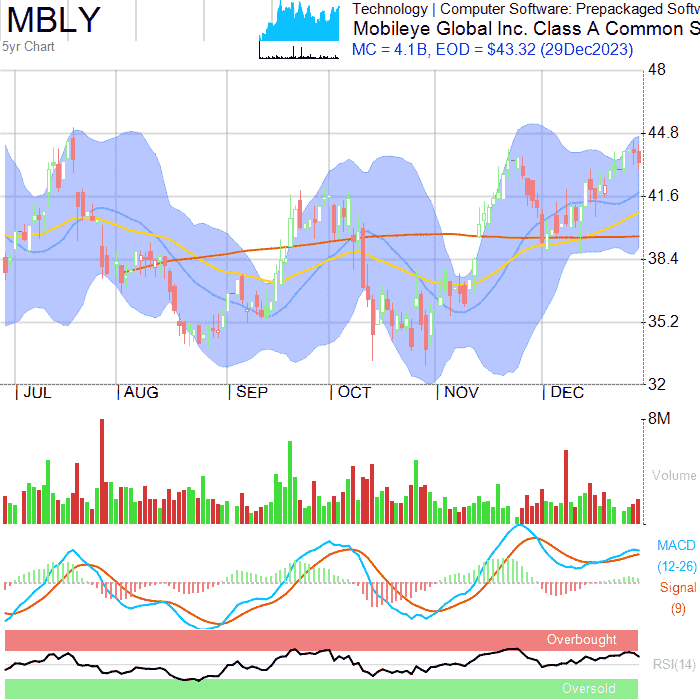 MBLY
5yr Chart
Technology | Computer Software: Prepackaged Softw
Mobileye Global Inc. Class A Common S
MC = 4.1B, EOD = $43.32 (29Dec2023)
48
44.8
41.6
38.4
35.2
32
JUL AUG SEP OCT NOV DEC
8M
Volume
MACD
(12-26)
Signal
(9)
Overbought
RSI(14)
Oversold